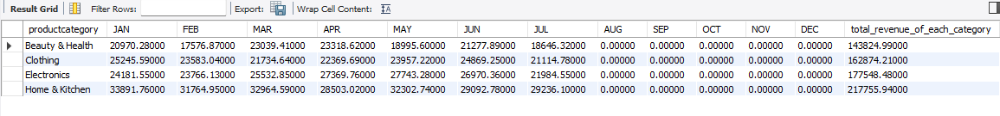 Result Grid Filter Rows: Export: Wrap Cell Content:
productcategory JAN FEB MAR APR MAY JUN JUL AUG SEP OCT NOV DEC total_revenue_of_each_category
Beauty & Health 20970.28000 17576.87000 23039.41000 23318.62000 18995.60000 21277.89000 18646.32000 0.00000 0.00000 0.00000 0.00000 0.00000 143824.99000
Clothing 25245.59000 23583.04000 21734.64000 22369.69000 23957.22000 24869.25000 21114.78000 0.00000 0.00000 0.00000 0.00000 0.00000 162874.21000
Electronics 24181.55000 23766.13000 25532.85000 27369.76000 27743.28000 26970.36000 21984.55000 0.00000 0.00000 0.00000 0.00000 0.00000 177548.48000
Home & Kitchen 33891.76000 31764.95000 32964.59000 28503.02000 32302.74000 29092.78000 29236.10000 0.00000 0.00000 0.00000 0.00000 0.00000 217755.94000